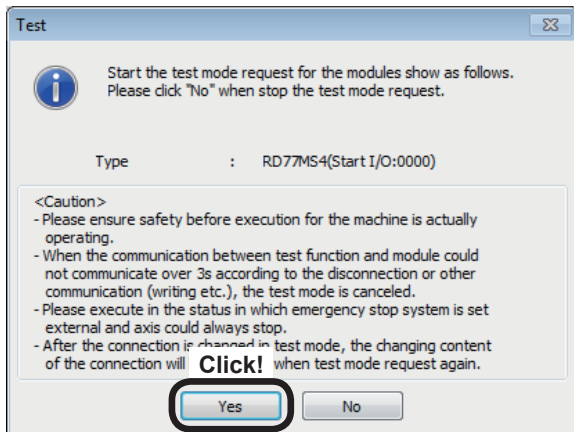 Test
Start the test mode request for the modules show as follows.
Please click "No" when stop the test mode request.
Type : RD77MS4(Start I/O:0000)
<Caution>
- Please ensure safety before execution for the machine is actually
operating.
- When the communication between test function and module could
not communicate over 3s according to the disconnection or other
communication (writing etc.), the test mode is canceled.
- Please execute in the status in which emergency stop system is set
external and axis could always stop.
- After the connection is changed in test mode, the changing content
of the connection will when test mode request again.
Click!
Yes No